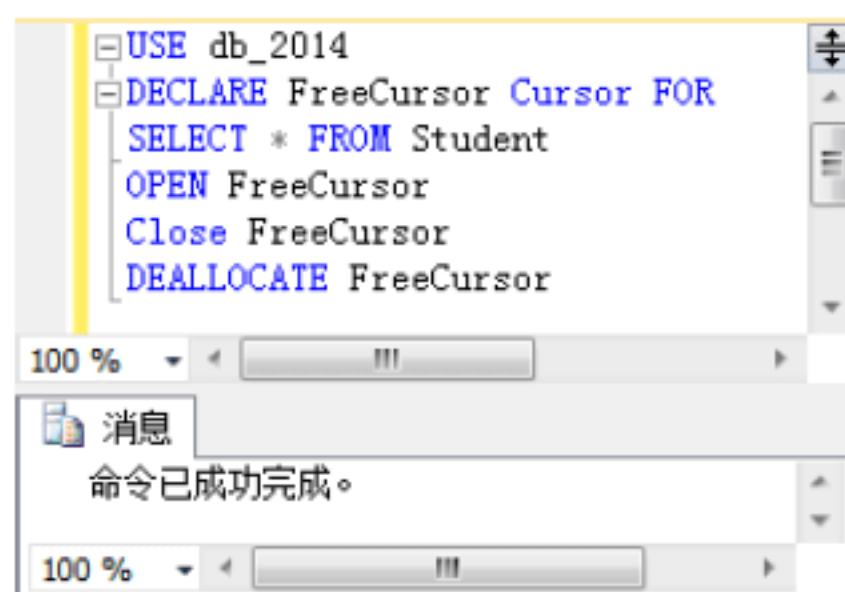 USE db_2014
DECLARE FreeCursor Cursor FOR
SELECT * FROM Student
OPEN FreeCursor
Close FreeCursor
DEALLOCATE FreeCursor
100 %
消息
命令已成功完成。
100 %